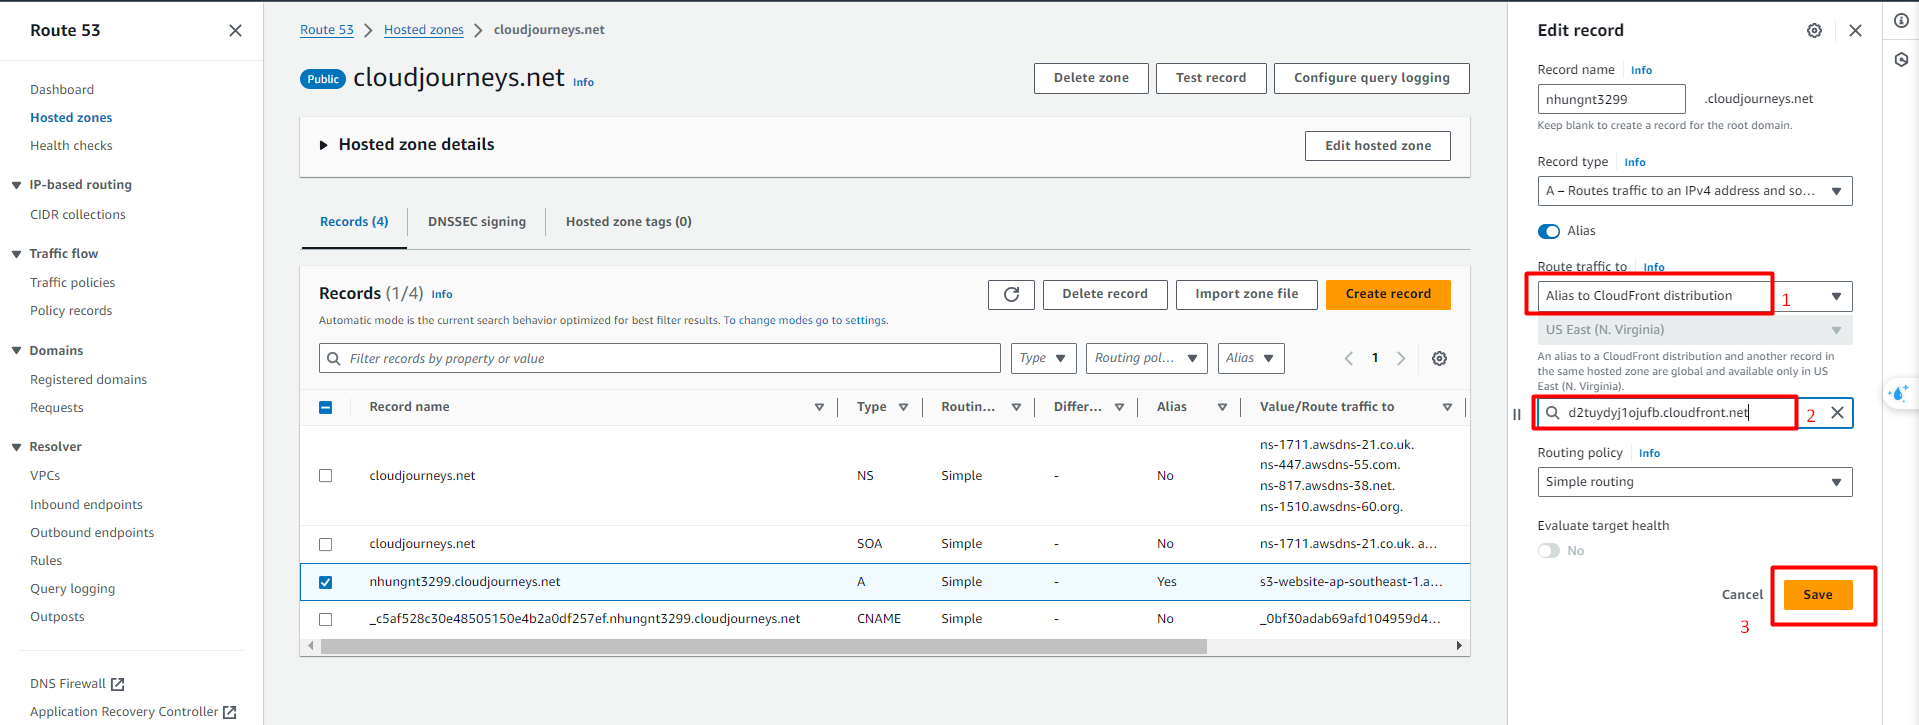 Route 53
Dashboard
Hosted zones
Health checks
IP-based routing
CIDR collections
Traffic flow
Traffic policies
Policy records
Domains
Registered domains
Requests
Resolver
VPCs
Inbound endpoints
Outbound endpoints
Rules
Query logging
Outposts
DNS Firewall
Application Recovery Controller
Route 53 Hosted zones cloudjourneys.net
Public cloudjourneys.net Info
Delete zone Test record Configure query logging
Hosted zone details Edit hosted zone
Records (4) DNSSEC signing Hosted zone tags (0)
Records (1/4) Info
Delete record Import zone file Create record
Automatic mode is the current search behavior optimized for best filter results. To change modes go to settings.
Filter records by property or value Type Routing pol... Alias 1
Record name Type Routin... Differ... Alias Value/Route traffic to
cloudjourneys.net NS Simple - No ns-1711.awsdns-21.co.uk.
ns-447.awsdns-55.com.
ns-817.awsdns-38.net.
ns-1510.awsdns-60.org.
cloudjourneys.net SOA Simple - No ns-1711.awsdns-21.co.uk. a...
nhungnt3299.cloudjourneys.net A Simple - Yes s3-website-ap-southeast-1.a...
_c5af528c30e48505150e4b2a0df257ef.nhungnt3299.cloudjourneys.net CNAME Simple - No _0bf30adab69afd104959d4...
Edit record
Record name Info
nhungnt3299 .cloudjourneys.net
Keep blank to create a record for the root domain.
Record type Info
A – Routes traffic to an IPv4 address and so...
Alias
Route traffic to Info
Alias to CloudFront distribution 1
US East (N. Virginia)
An alias to a CloudFront distribution and another record in
the same hosted zone are global and available only in US
East (N. Virginia).
d2tuydyj1ojufb.cloudfront.net 2
Routing policy Info
Simple routing
Evaluate target health
No
Cancel Save
3